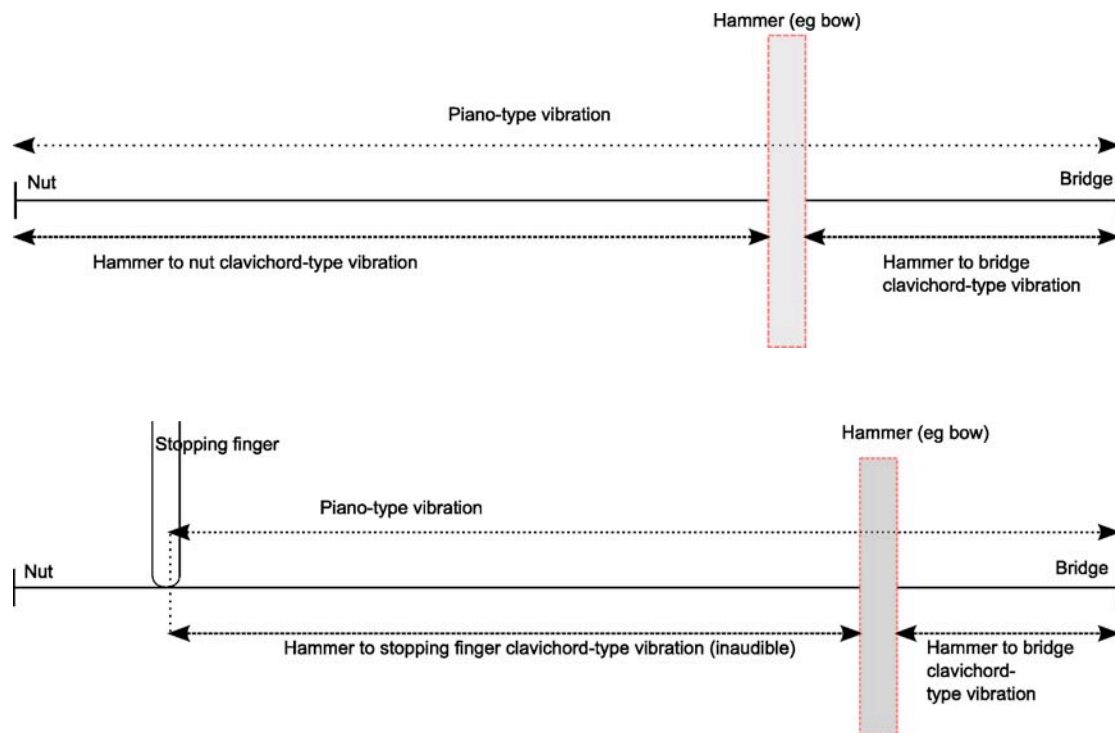 Hammer (eg bow)
Piano-type vibration
Nut
Bridge
Hammer to nut clavichord-type vibration
Hammer to bridge
clavichord-type vibration
Stopping finger
Hammer (eg bow)
Piano-type vibration
Nut
Bridge
Hammer to stopping finger clavichord-type vibration (inaudible)
Hammer to bridge
clavichord-
type vibration